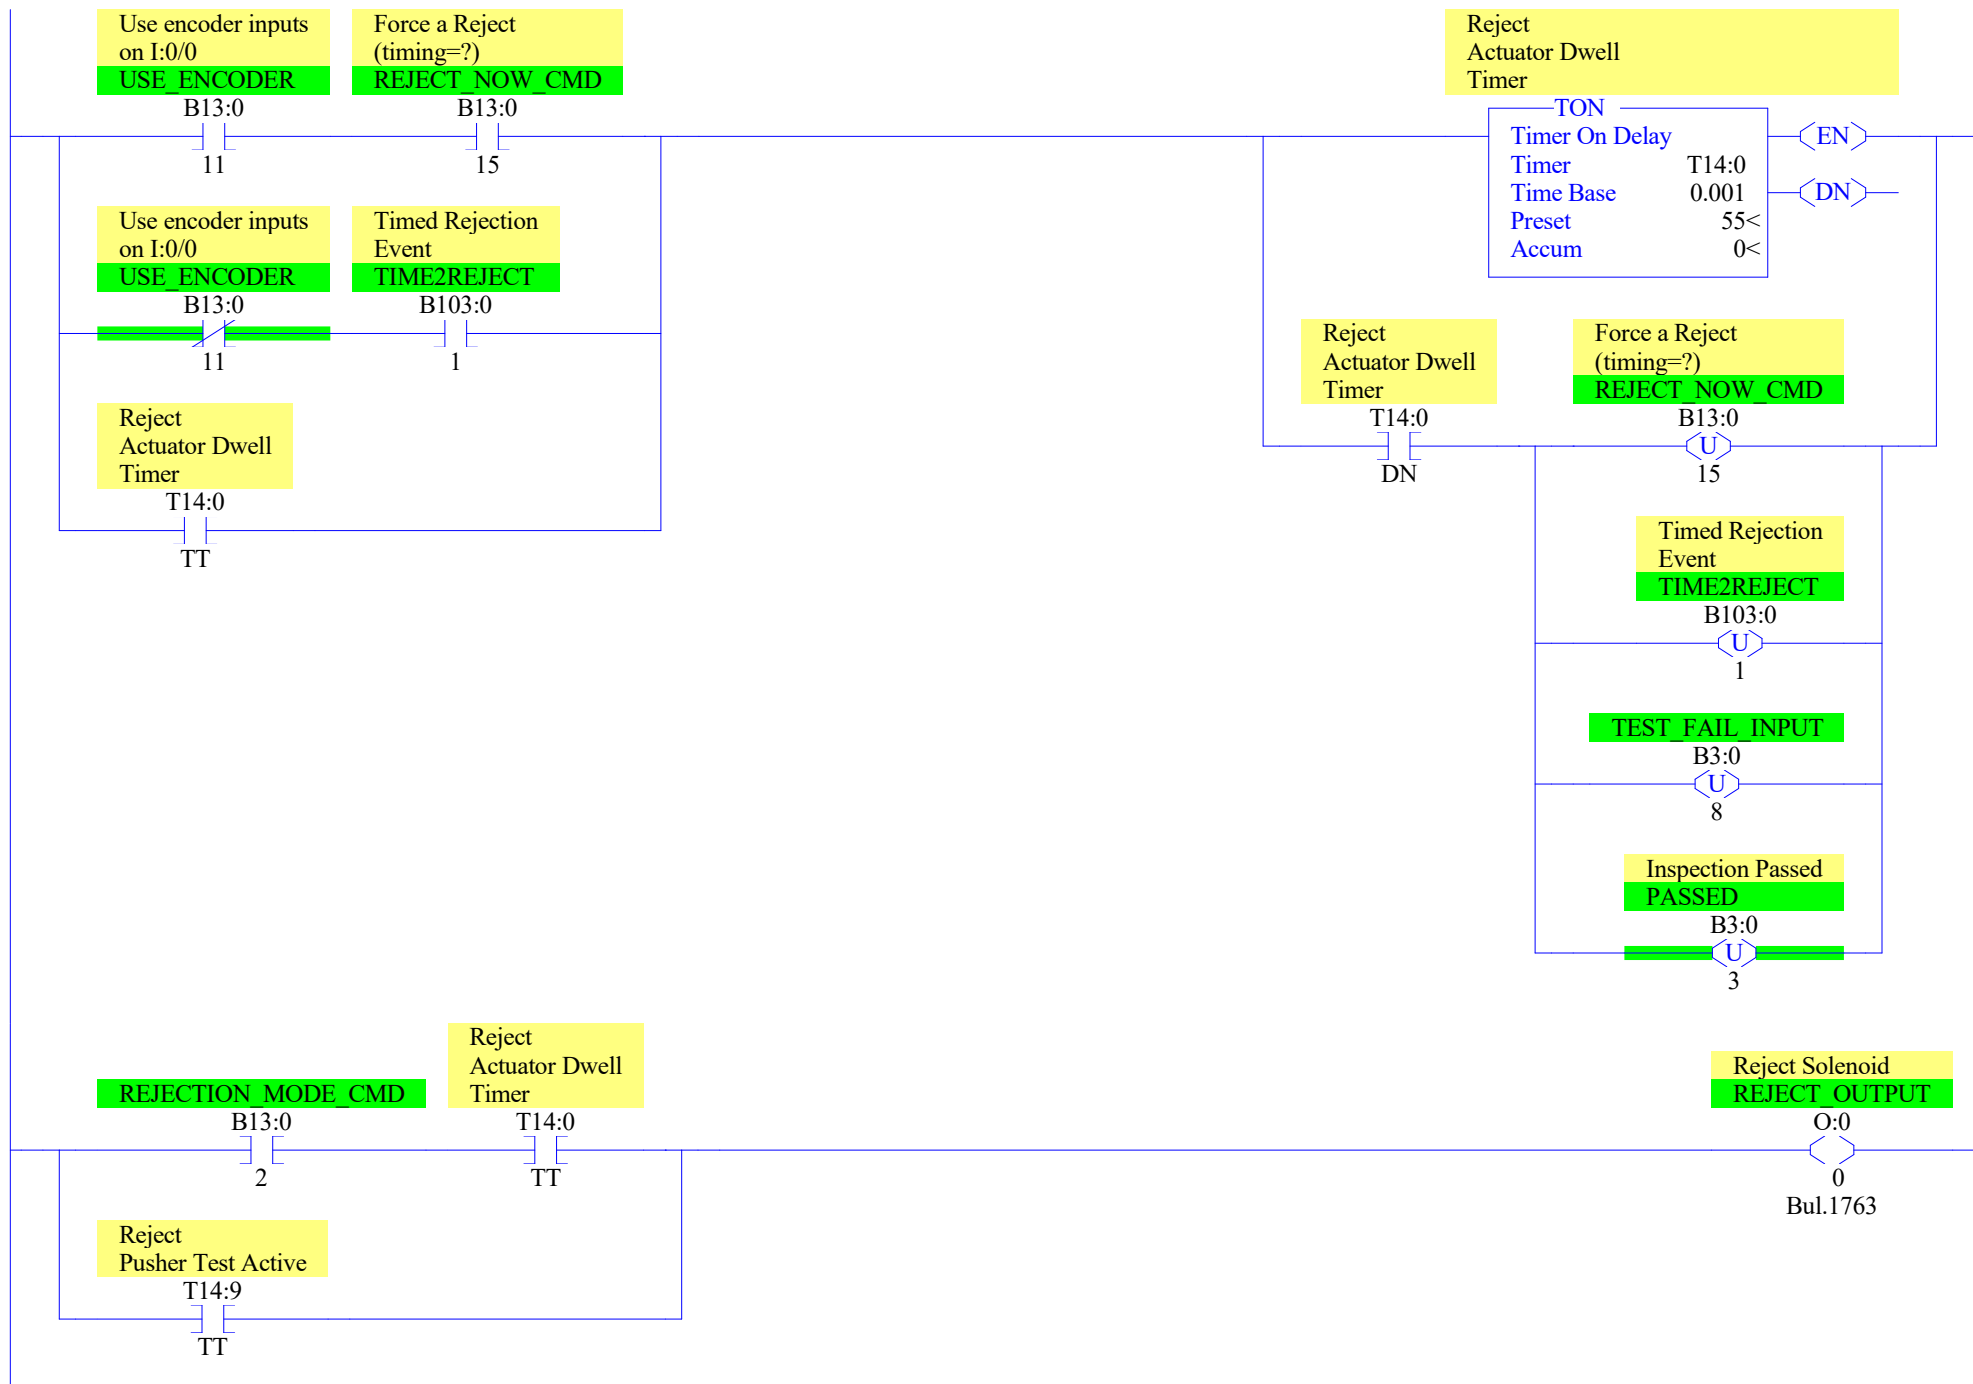 Use encoder inputs
on I:0/0
USE_ENCODER
B13:0
11
Force a Reject
(timing=?)
REJECT_NOW_CMD
B13:0
15
Use encoder inputs
on I:0/0
USE_ENCODER
B13:0
11
Timed Rejection
Event
TIME2REJECT
B103:0
1
Reject
Actuator Dwell
Timer
T14:0
TT
Reject
Actuator Dwell
Timer
TON
Timer On Delay
Timer T14:0
Time Base 0.001
Preset 55<
Accum 0<
EN
DN
Reject
Actuator Dwell
Timer
T14:0
DN
Force a Reject
(timing=?)
REJECT_NOW_CMD
B13:0
U
15
Timed Rejection
Event
TIME2REJECT
B103:0
U
1
TEST_FAIL_INPUT
B3:0
U
8
Inspection Passed
PASSED
B3:0
U
3
REJECTION_MODE_CMD
B13:0
2
Reject
Actuator Dwell
Timer
T14:0
TT
Reject
Pusher Test Active
T14:9
TT
Reject Solenoid
REJECT_OUTPUT
O:0
0
Bul.1763